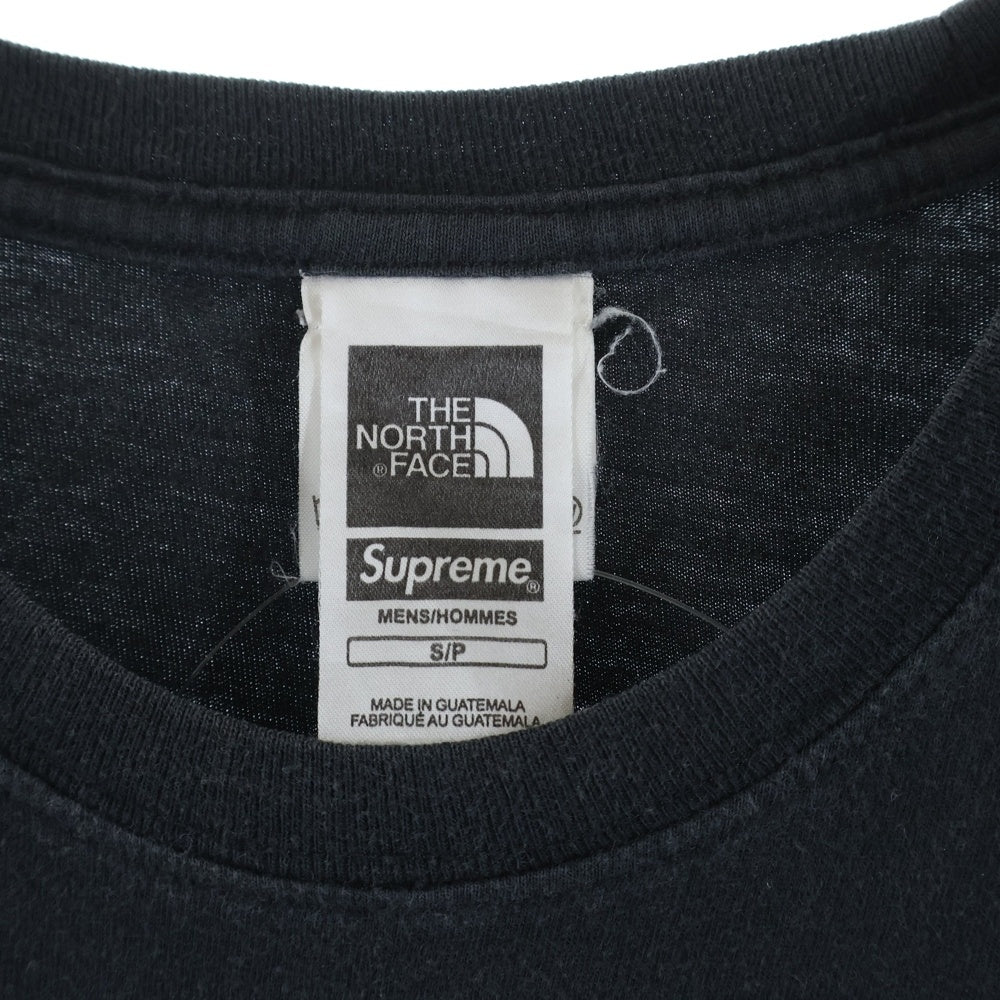 THE
NORTH
® FACE
Supreme®
MENS/HOMMES
S/P
MADE IN GUATEMALA
FABRIQUÉ AU GUATEMALA